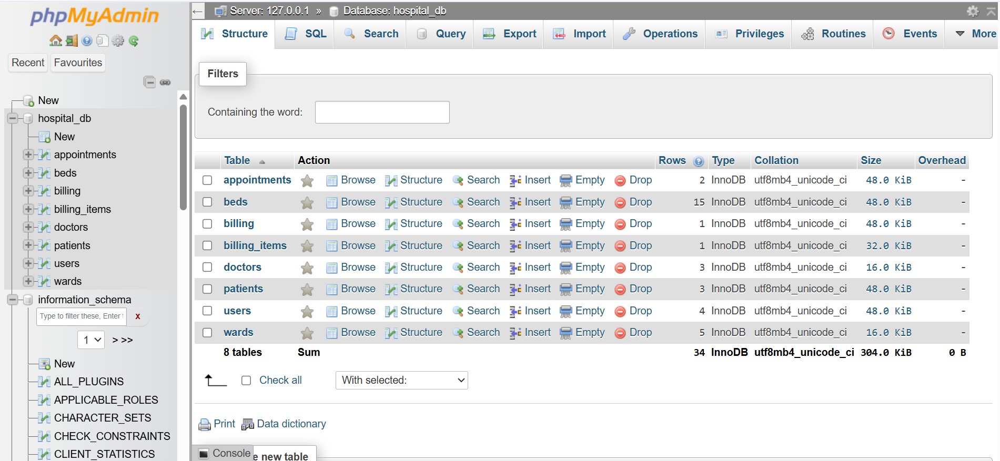 phpMyAdmin
Recent Favourites
New
hospital_db
New
appointments
beds
billing
billing_items
doctors
patients
users
wards
information_schema
Type to filter these, Enter X
1 > >>
New
ALL_PLUGINS
APPLICABLE_ROLES
CHARACTER_SETS
CHECK_CONSTRAINTS
CLIENT_STATISTICS
Server: 127.0.0.1 » Database: hospital_db
Structure SQL Search Query Export Import Operations Privileges Routines Events More
Filters
Containing the word:
Table Action Rows Type Collation Size Overhead
appointments Browse Structure Search Insert Empty Drop 2 InnoDB utf8mb4_unicode_ci 48.0 KiB -
beds Browse Structure Search Insert Empty Drop 15 InnoDB utf8mb4_unicode_ci 48.0 KiB -
billing Browse Structure Search Insert Empty Drop 1 InnoDB utf8mb4_unicode_ci 48.0 KiB -
billing_items Browse Structure Search Insert Empty Drop 1 InnoDB utf8mb4_unicode_ci 32.0 KiB -
doctors Browse Structure Search Insert Empty Drop 3 InnoDB utf8mb4_unicode_ci 16.0 KiB -
patients Browse Structure Search Insert Empty Drop 3 InnoDB utf8mb4_unicode_ci 48.0 KiB -
users Browse Structure Search Insert Empty Drop 4 InnoDB utf8mb4_unicode_ci 48.0 KiB -
wards Browse Structure Search Insert Empty Drop 5 InnoDB utf8mb4_unicode_ci 16.0 KiB -
8 tables Sum 34 InnoDB utf8mb4_unicode_ci 304.0 KiB 0 B
Check all With selected:
Print Data dictionary
Console e new table